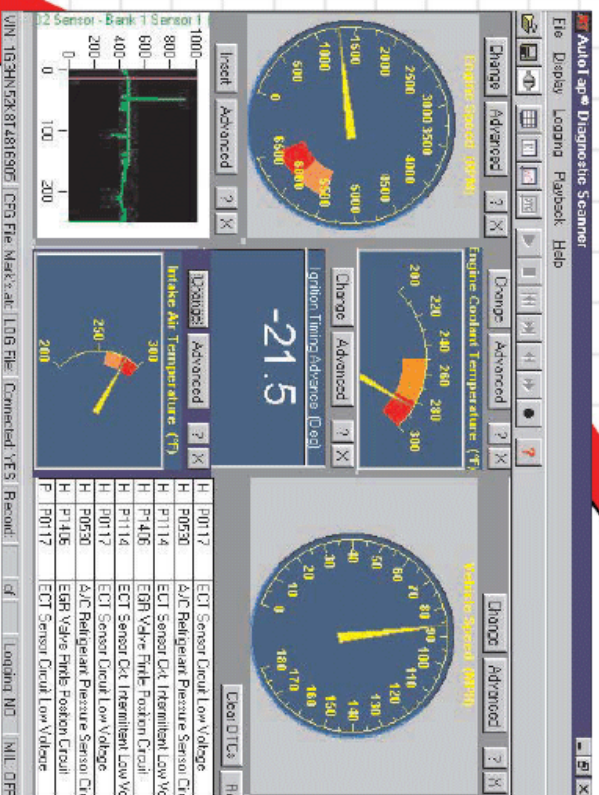 AutoTap® Diagnostic Scanner
File Display Logging Playback Help
Change Advanced ? X
Engine Speed (RPM)
0 500 1000 1500 2000 2500 3000 3500 4000 4500 5000 5500 6000 6500
Change Advanced ? X
Engine Coolant Temperature (°F)
200 220 240 260 280 300
Change Advanced ? X
Vehicle Speed (MPH)
0 10 20 30 40 50 60 70 80 90 100 110 120 130 140 150 160 170 180
Change Advanced ? X
Ignition Timing Advance (Deg)
-21.5
Insert Advanced ? X
O2 Sensor - Bank 1 Sensor 1
1000
800
600
400
200
0 100 200
Change Advanced ? X
Intake Air Temperature (°F)
200 250 300
Clear DTCs
H P0117 ECT Sensor Circuit Low Voltage
H P0530 A/C Refrigerant Pressure Sensor Cir
H P1114 ECT Sensor Ckt. Intermittent Low Vo
H P1406 EGR Valve Pintle Position Circuit
H P1114 ECT Sensor Ckt. Intermittent Low Vo
H P0117 ECT Sensor Circuit Low Voltage
H P0530 A/C Refrigerant Pressure Sensor Cir
H P1406 EGR Valve Pintle Position Circuit
P P0117 ECT Sensor Circuit Low Voltage
VIN: 1G3HN52K8T4816905 CFG File: Mark's.atc LOG File: Connected: YES Record: of Logging: NO MIL: OFF